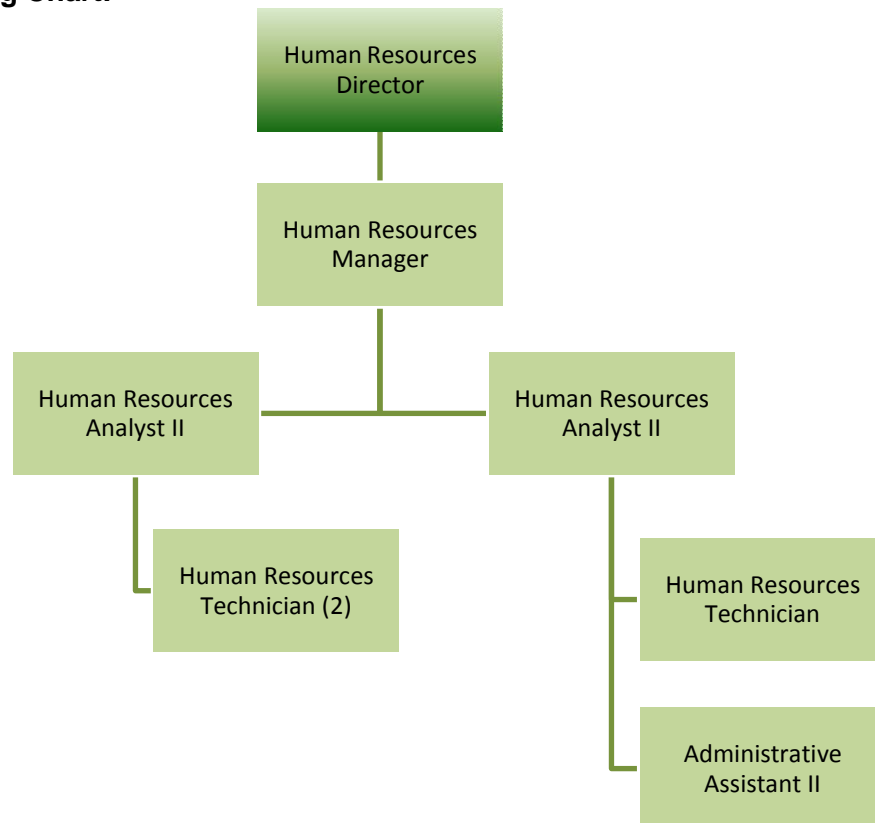 g Chart:
Human Resources
Director
Human Resources
Manager
Human Resources
Analyst II
Human Resources
Analyst II
Human Resources
Technician (2)
Human Resources
Technician
Administrative
Assistant II